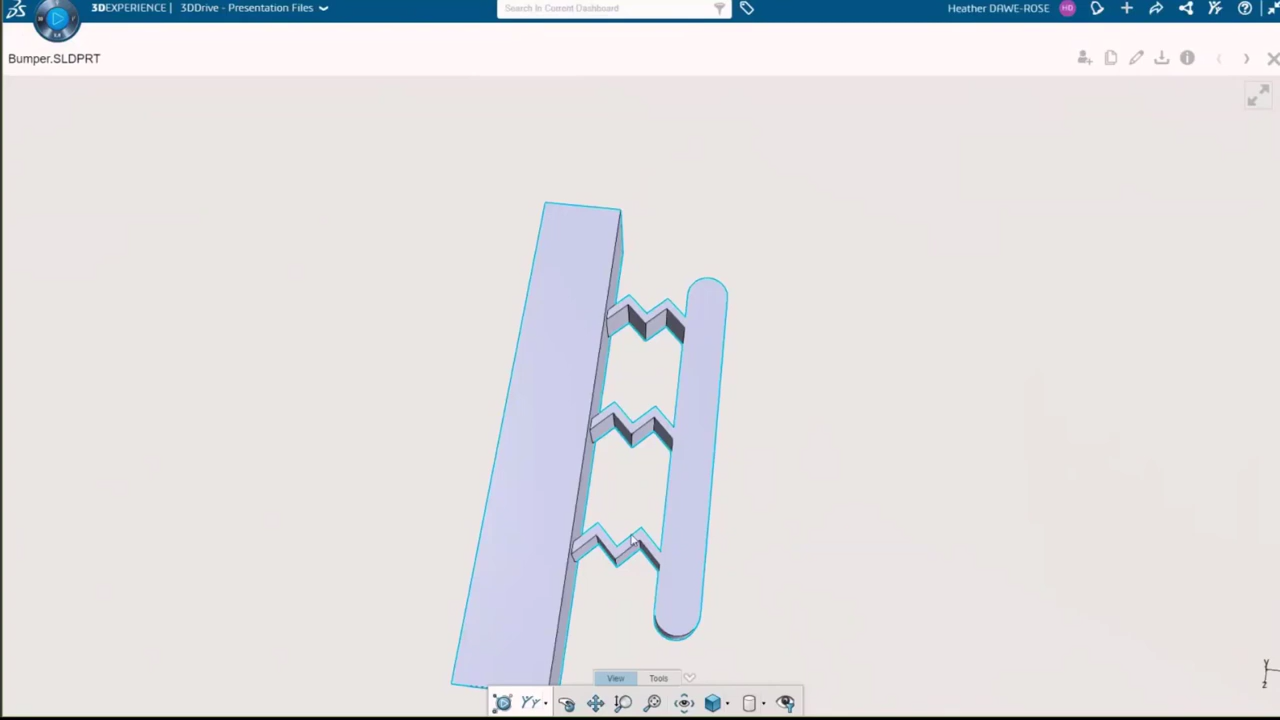 3DEXPERIENCE | 3DDrive - Presentation Files
Search In Current Dashboard
Heather DAWE-ROSE
HD
Bumper.SLDPRT
View
Tools
y
z